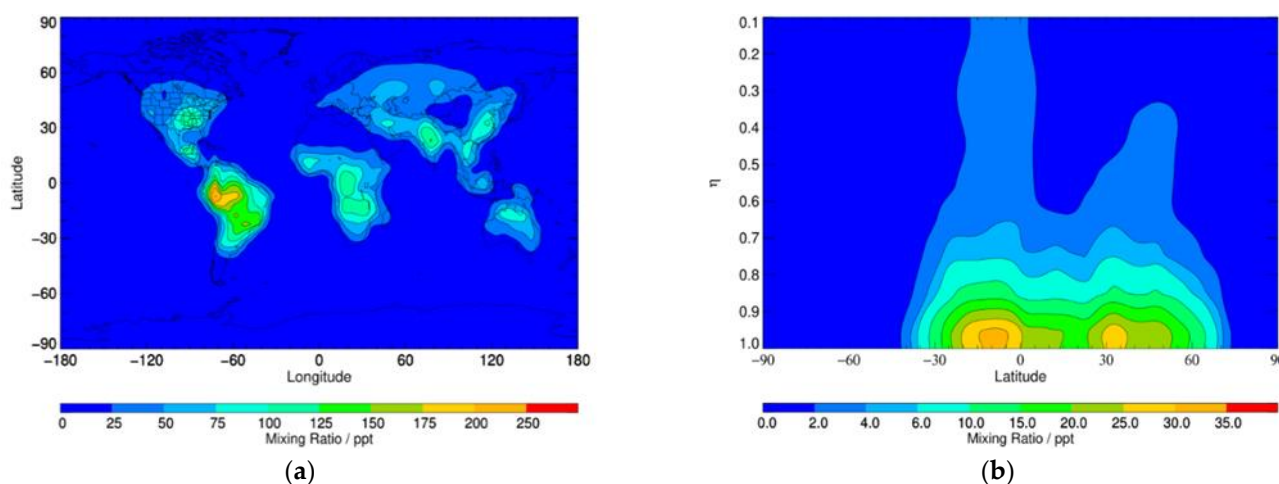 90
60
30
0
−30
−60
−90
Latitude
−180 −120 −60 0 60 120 180
Longitude
0 25 50 75 100 125 150 175 200 250
Mixing Ratio / ppt
(a)
0.1
0.2
0.3
0.4
0.5
0.6
0.7
0.8
0.9
1.0
η
−90 −60 −30 0 30 60 90
Latitude
0.0 2.0 4.0 6.0 10.0 15.0 20.0 25.0 30.0 35.0
Mixing Ratio / ppt
(b)